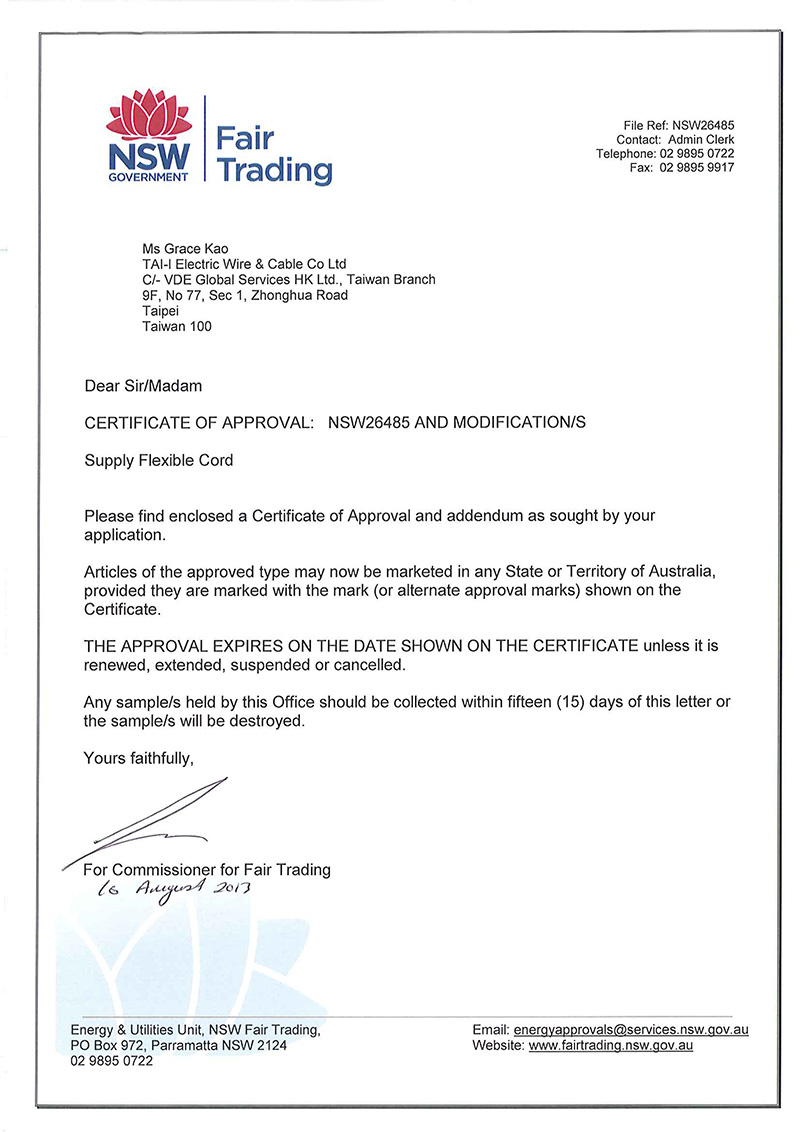 NSW
GOVERNMENT
Fair
Trading
File Ref: NSW26485
Contact: Admin Clerk
Telephone: 02 9895 0722
Fax: 02 9895 9917
Ms Grace Kao
TAI-I Electric Wire & Cable Co Ltd
C/- VDE Global Services HK Ltd., Taiwan Branch
9F, No 77, Sec 1, Zhonghua Road
Taipei
Taiwan 100
Dear Sir/Madam
CERTIFICATE OF APPROVAL: NSW26485 AND MODIFICATION/S
Supply Flexible Cord
Please find enclosed a Certificate of Approval and addendum as sought by your
application.
Articles of the approved type may now be marketed in any State or Territory of Australia,
provided they are marked with the mark (or alternate approval marks) shown on the
Certificate.
THE APPROVAL EXPIRES ON THE DATE SHOWN ON THE CERTIFICATE unless it is
renewed, extended, suspended or cancelled.
Any sample/s held by this Office should be collected within fifteen (15) days of this letter or
the sample/s will be destroyed.
Yours faithfully,
For Commissioner for Fair Trading
16 August 2013
Energy & Utilities Unit, NSW Fair Trading,
PO Box 972, Parramatta NSW 2124
02 9895 0722
Email: energyapprovals@services.nsw.gov.au
Website: www.fairtrading.nsw.gov.au